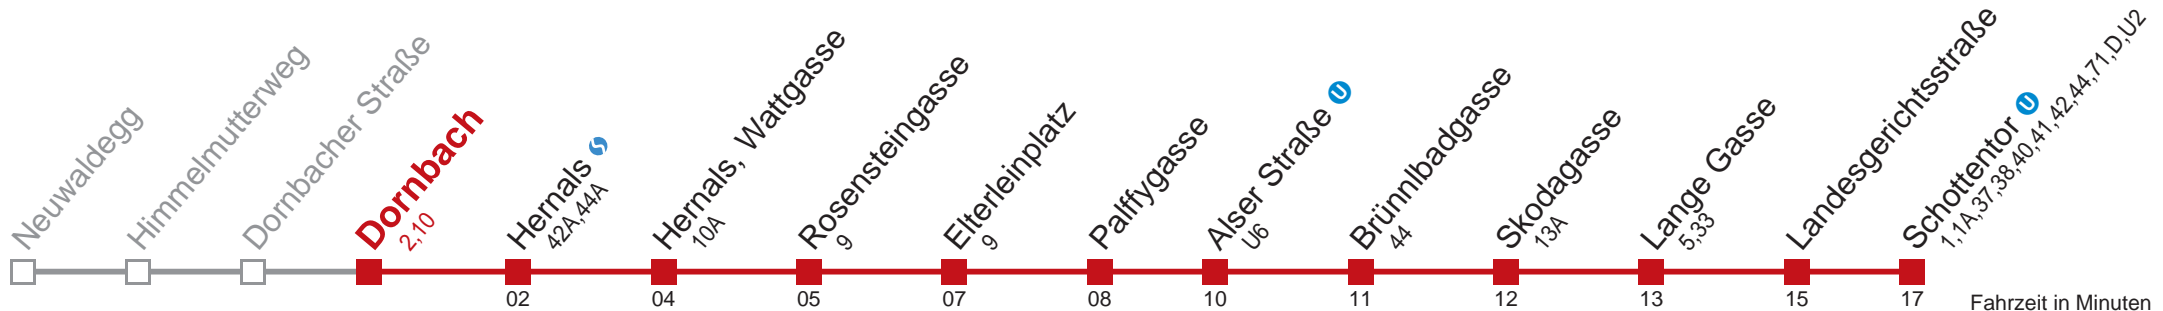 Neuwaldegg
Himmelmutterweg
Dornbacher Straße
Dornbach
2,10
Hernals
42A,44A
02
Hernals, Wattgasse
10A
04
Rosensteingasse
9
05
Elterleinplatz
9
07
Palffygasse
08
Alser Straße U
U6
10
Brünnlbadgasse
44
11
Skodagasse
13A
12
Lange Gasse
5,33
13
Landesgerichtsstraße
15
Schottentor U
1,1A,37,38,40,41,42,44,71,D,U2
17
Fahrzeit in Minuten